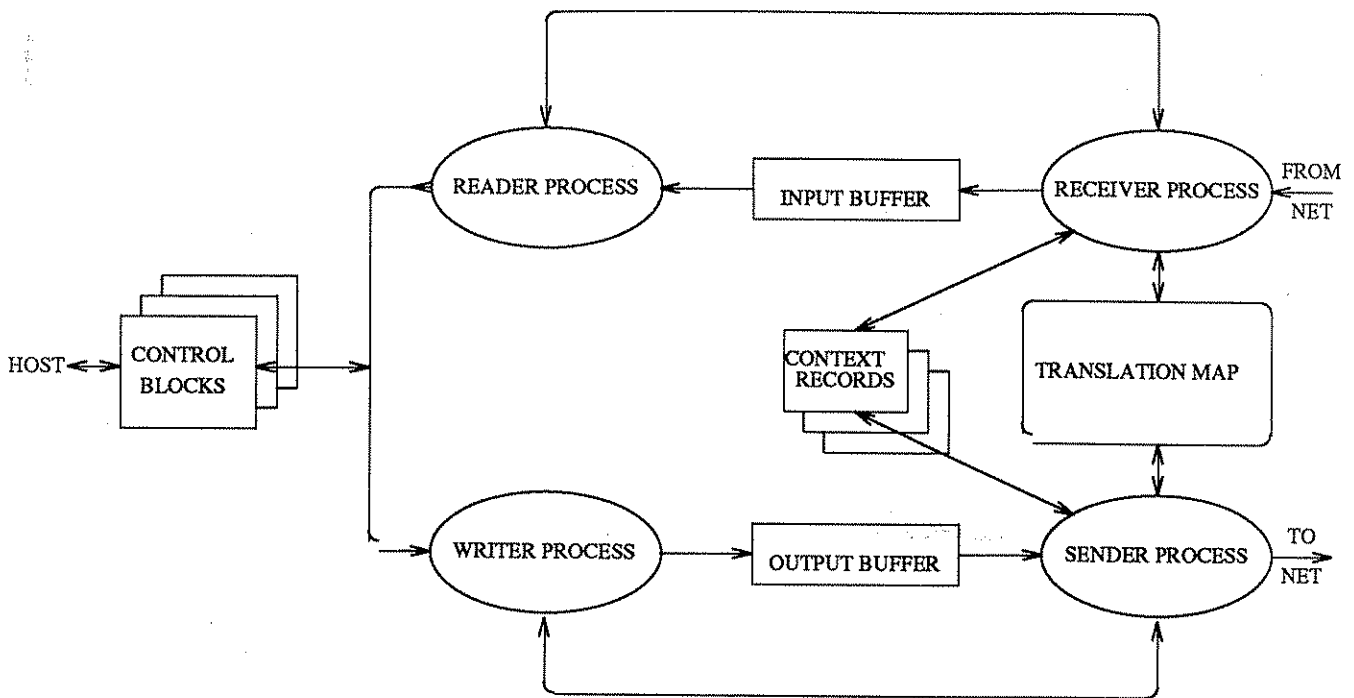 READER PROCESS
INPUT BUFFER
RECEIVER PROCESS
FROM
NET
HOST
CONTROL
BLOCKS
CONTEXT
RECORDS
TRANSLATION MAP
WRITER PROCESS
OUTPUT BUFFER
SENDER PROCESS
TO
NET